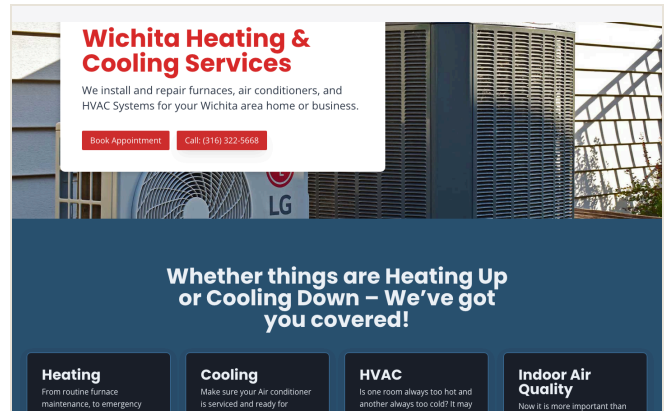 Wichita Heating &
Cooling Services
We install and repair furnaces, air conditioners, and
HVAC Systems for your Wichita area home or business.
Book Appointment
Call: (316) 322-5668
LG
Whether things are Heating Up
or Cooling Down – We've got
you covered!
Heating
From routine furnace
maintenance, to emergency
Cooling
Make sure your Air conditioner
is serviced and ready for
HVAC
Is one room always too hot and
another always too cold? It may
Indoor Air
Quality
Now it is more important than